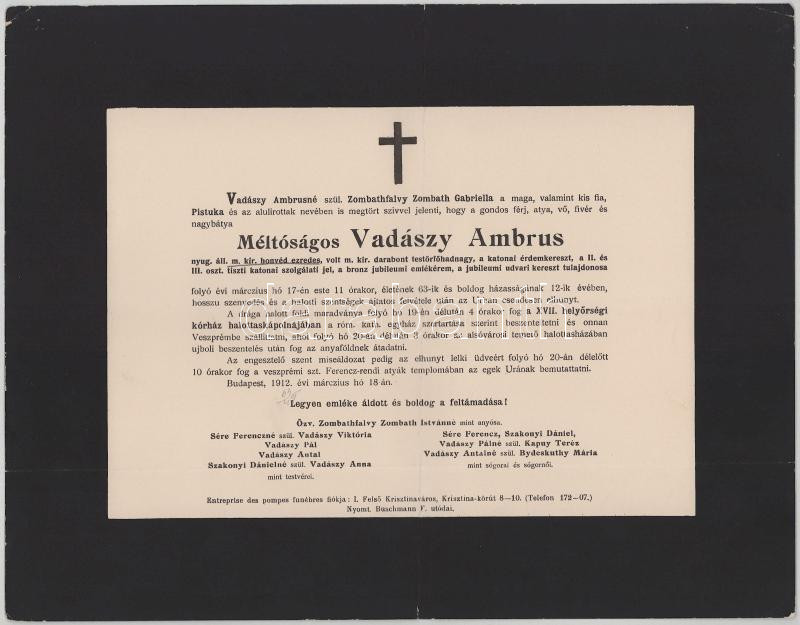 Vadászy Ambrusné szül. Zombathfalvy Zombath Gabriella a maga, valamint kis fia,
Pistuka és az alulirottak nevében is megtört szivvel jelenti, hogy a gondos férj, atya, vő, fivér és
nagybátya
Méltóságos Vadászy Ambrus
nyug. áll. m. kir. honvéd ezredes, volt m. kir. darabont testőrfőhadnagy, a katonai érdemkereszt, a II. és
III. oszt. tiszti katonai szolgálati jel, a bronz jubileumi emlékérem, a jubileumi udvari kereszt tulajdonosa
folyó évi márczius hó 17-én este 11 órakor, életének 63-ik és boldog házasságának 12-ik évében,
hosszu szenvedés és a halotti szentségek ájtatos felvétele után az Urban csendesen elhunyt.
A drága halott földi maradványa folyó hó 19-én délután 4 órakor fog a XVII. helyőrségi
kórház halottaskápolnájában a róm. kath. egyház szertartása szerint beszenteltetni és onnan
Veszprémbe szállittatni, ahol folyó hó 20-án délután 3 órakor az alsóvárosi temető halottasházában
ujboli beszentelés után fog az anyaföldnek átadatni.
Az engesztelő szent miseáldozat pedig az elhunyt lelki üdveért folyó hó 20-án délelőtt
10 órakor fog a veszprémi szt. Ferencz-rendi atyák templomában az egek Urának bemutattatni.
Budapest, 1912. évi márczius hó 18-án.
Legyen emléke áldott és boldog a feltámadása!
Özv. Zombathfalvy Zombath Istvánné mint anyósa.
Sére Ferenczné szül. Vadászy Viktória
Vadászy Pál
Vadászy Antal
Szakonyi Dánielné szül. Vadászy Anna
mint testvérei.
Sére Ferencz, Szakonyi Dániel,
Vadászy Pálné szül. Kapuy Teréz
Vadászy Antalné szül. Bydeskuthy Mária
mint sógorai és sógornői.
Entreprise des pompes funèbres fiókja: I. Felső Krisztinaváros, Krisztina-körút 8—10. (Telefon 172—07.)
Nyomt. Buschmann F. utódai.